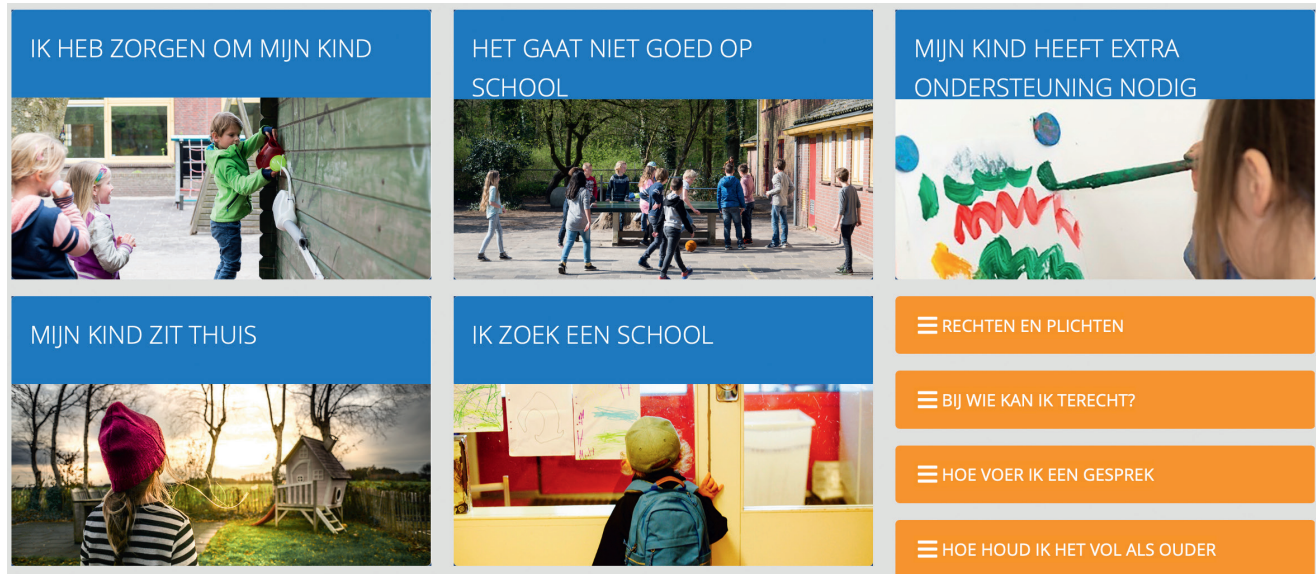 IK HEB ZORGEN OM MIJN KIND
HET GAAT NIET GOED OP
SCHOOL
MIJN KIND HEEFT EXTRA
ONDERSTEUNING NODIG
MIJN KIND ZIT THUIS
IK ZOEK EEN SCHOOL
RECHTEN EN PLICHTEN
BIJ WIE KAN IK TERECHT?
HOE VOER IK EEN GESPREK
HOE HOUD IK HET VOL ALS OUDER